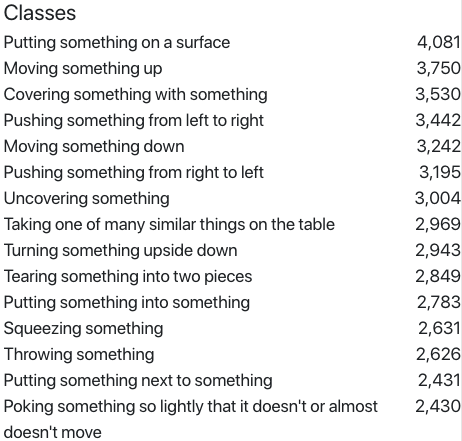 Classes
Putting something on a surface 4,081
Moving something up 3,750
Covering something with something 3,530
Pushing something from left to right 3,442
Moving something down 3,242
Pushing something from right to left 3,195
Uncovering something 3,004
Taking one of many similar things on the table 2,969
Turning something upside down 2,943
Tearing something into two pieces 2,849
Putting something into something 2,783
Squeezing something 2,631
Throwing something 2,626
Putting something next to something 2,431
Poking something so lightly that it doesn't or almost 2,430
doesn't move